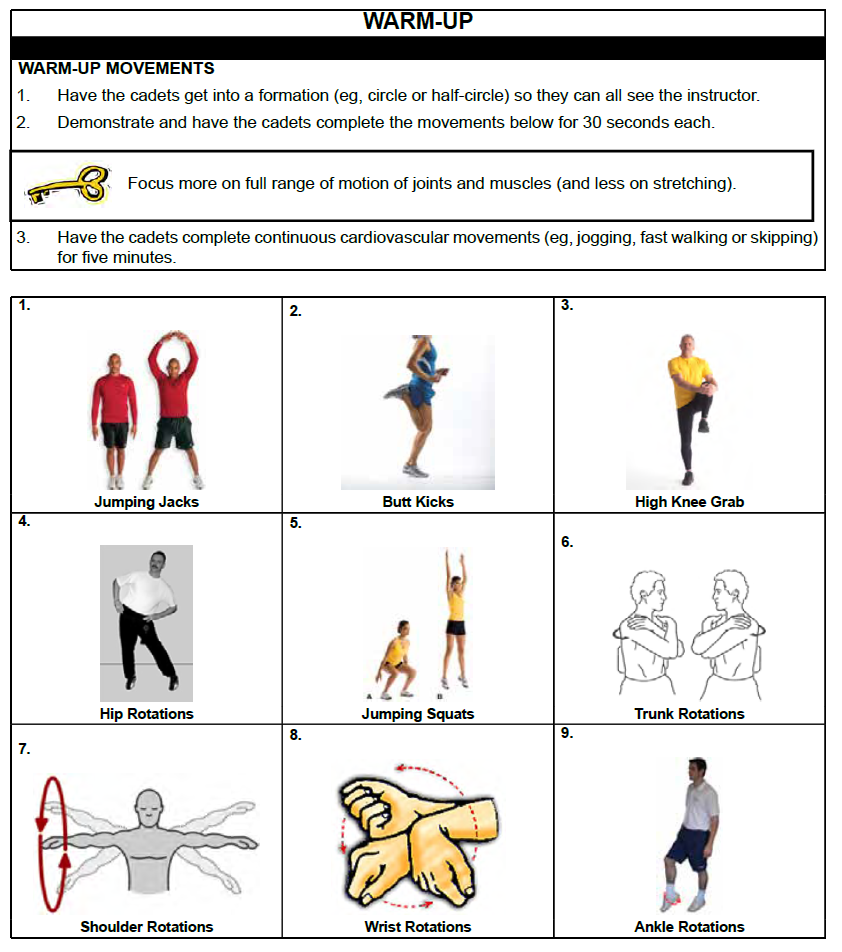 WARM-UP
WARM-UP MOVEMENTS
1. Have the cadets get into a formation (eg, circle or half-circle) so they can all see the instructor.
2. Demonstrate and have the cadets complete the movements below for 30 seconds each.
Focus more on full range of motion of joints and muscles (and less on stretching).
3. Have the cadets complete continuous cardiovascular movements (eg, jogging, fast walking or skipping)
for five minutes.
1.
Jumping Jacks
2.
Butt Kicks
3.
High Knee Grab
4.
Hip Rotations
5.
A B
Jumping Squats
6.
Trunk Rotations
7.
Shoulder Rotations
8.
Wrist Rotations
9.
Ankle Rotations